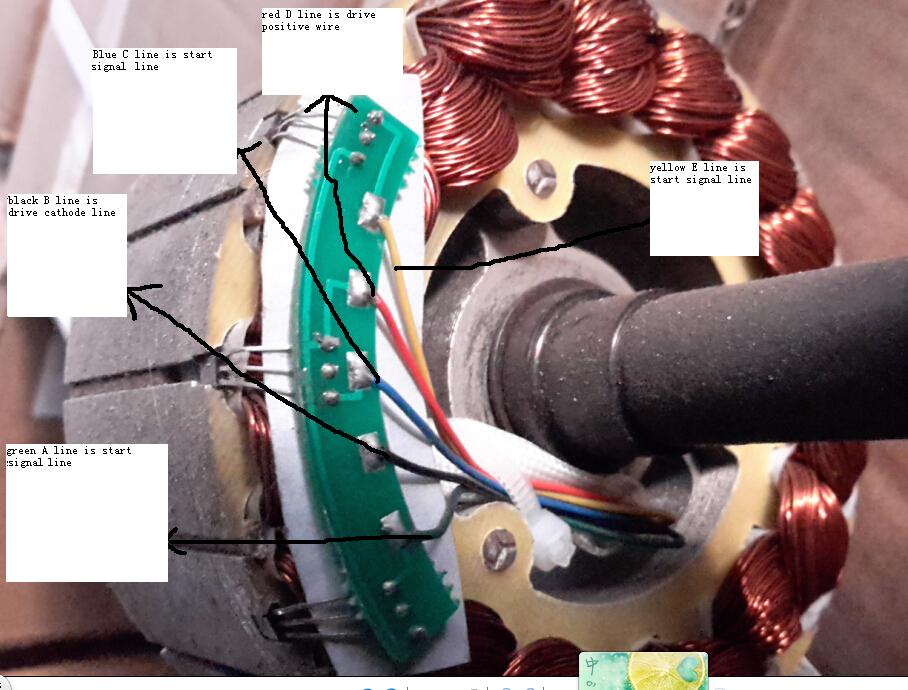 red D line is drive
positive wire
Blue C line is start
signal line
yellow E line is
start signal line
black B line is
drive cathode line
green A line is start
signal line
中